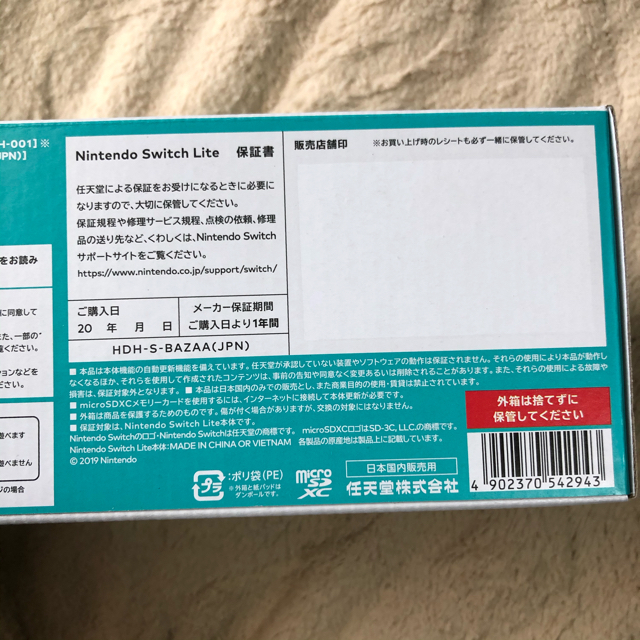 H-001]※
JPN)]
Nintendo Switch Lite 保証書
任天堂による保証をお受けになるときに必要に
なりますので、大切に保管してください。
保証規程や修理サービス規程、点検の依頼、修理
品の送り先など、くわしくは、Nintendo Switch
サポートサイトをご覧ください。
https://www.nintendo.co.jp/support/switch/
ご購入日
20 年 月 日
メーカー保証期間
ご購入日より1年間
HDH-S-BAZAA(JPN)
販売店舗印
※お買い上げ時のレシートも必ず一緒に保管してください。
をお読み
に同意して
また、一部の
覧ください。
ションなどを
ください。
遊べます
遊べません
ジの場合
■ 本品は本体機能の自動更新機能を備えています。任天堂が承認していない装置やソフトウェアの動作は保証されません。それらの使用により本品が動作し
なくなるほか、それらを使用して作成されたコンテンツは、事前の告知や同意なく変更あるいは削除されることがあります。また、それらの使用による故障や
損害は、保証対象外となります。 ■ 本品は日本国内のみでの販売とし、また商業目的の使用・賃貸は禁止されています。
■ microSDXCメモリーカードを使用するには、インターネットに接続して本体更新が必要です。
■ 外箱は商品を保護するためのものです。傷が付く場合がありますが、交換の対象にはなりません。
■ 保証対象は、Nintendo Switch Lite本体です。
Nintendo Switchのロゴ・Nintendo Switchは任天堂の商標です。 microSDXCロゴはSD-3C, LLC.の商標です。
Nintendo Switch Lite本体:MADE IN CHINA OR VIETNAM 各製品の原産地は製品上に記載しています。
© 2019 Nintendo
外箱は捨てずに
保管してください
プラ
:ポリ袋(PE)
※外箱と紙パッドは
ダンボールです。
micro
SD
XC
日本国内販売用
任天堂株式会社
4 902370 542943